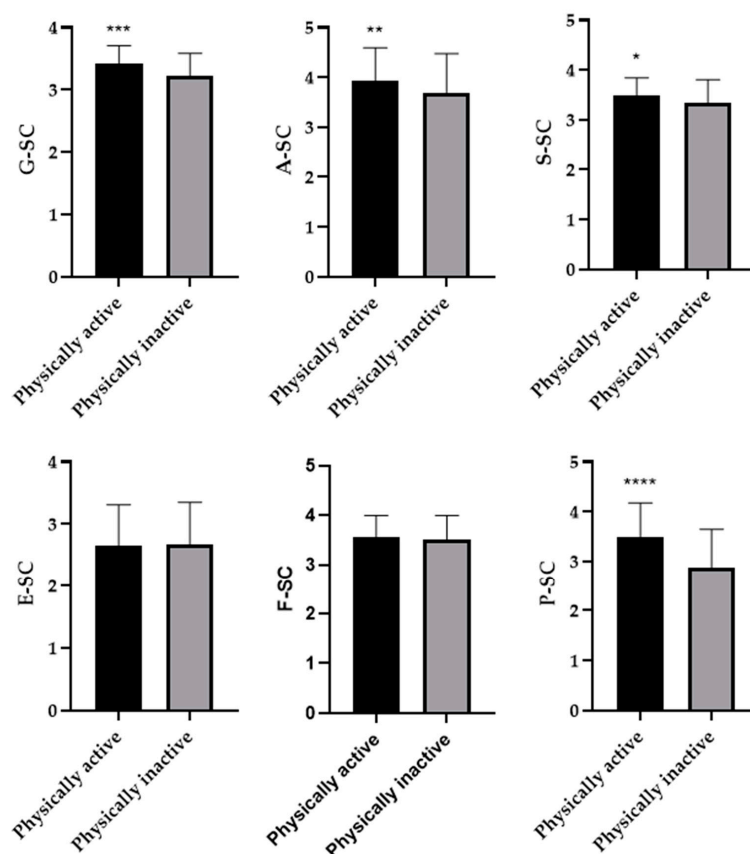 ***
4
3
2
1
0
G-SC
Physically active
Physically inactive
**
5
4
3
2
1
0
A-SC
Physically active
Physically inactive
*
5
4
3
2
1
0
S-SC
Physically active
Physically inactive
4
3
2
1
0
E-SC
Physically active
Physically inactive
5
4
3
2
1
0
F-SC
Physically active
Physically inactive
****
5
4
3
2
1
0
P-SC
Physically active
Physically inactive